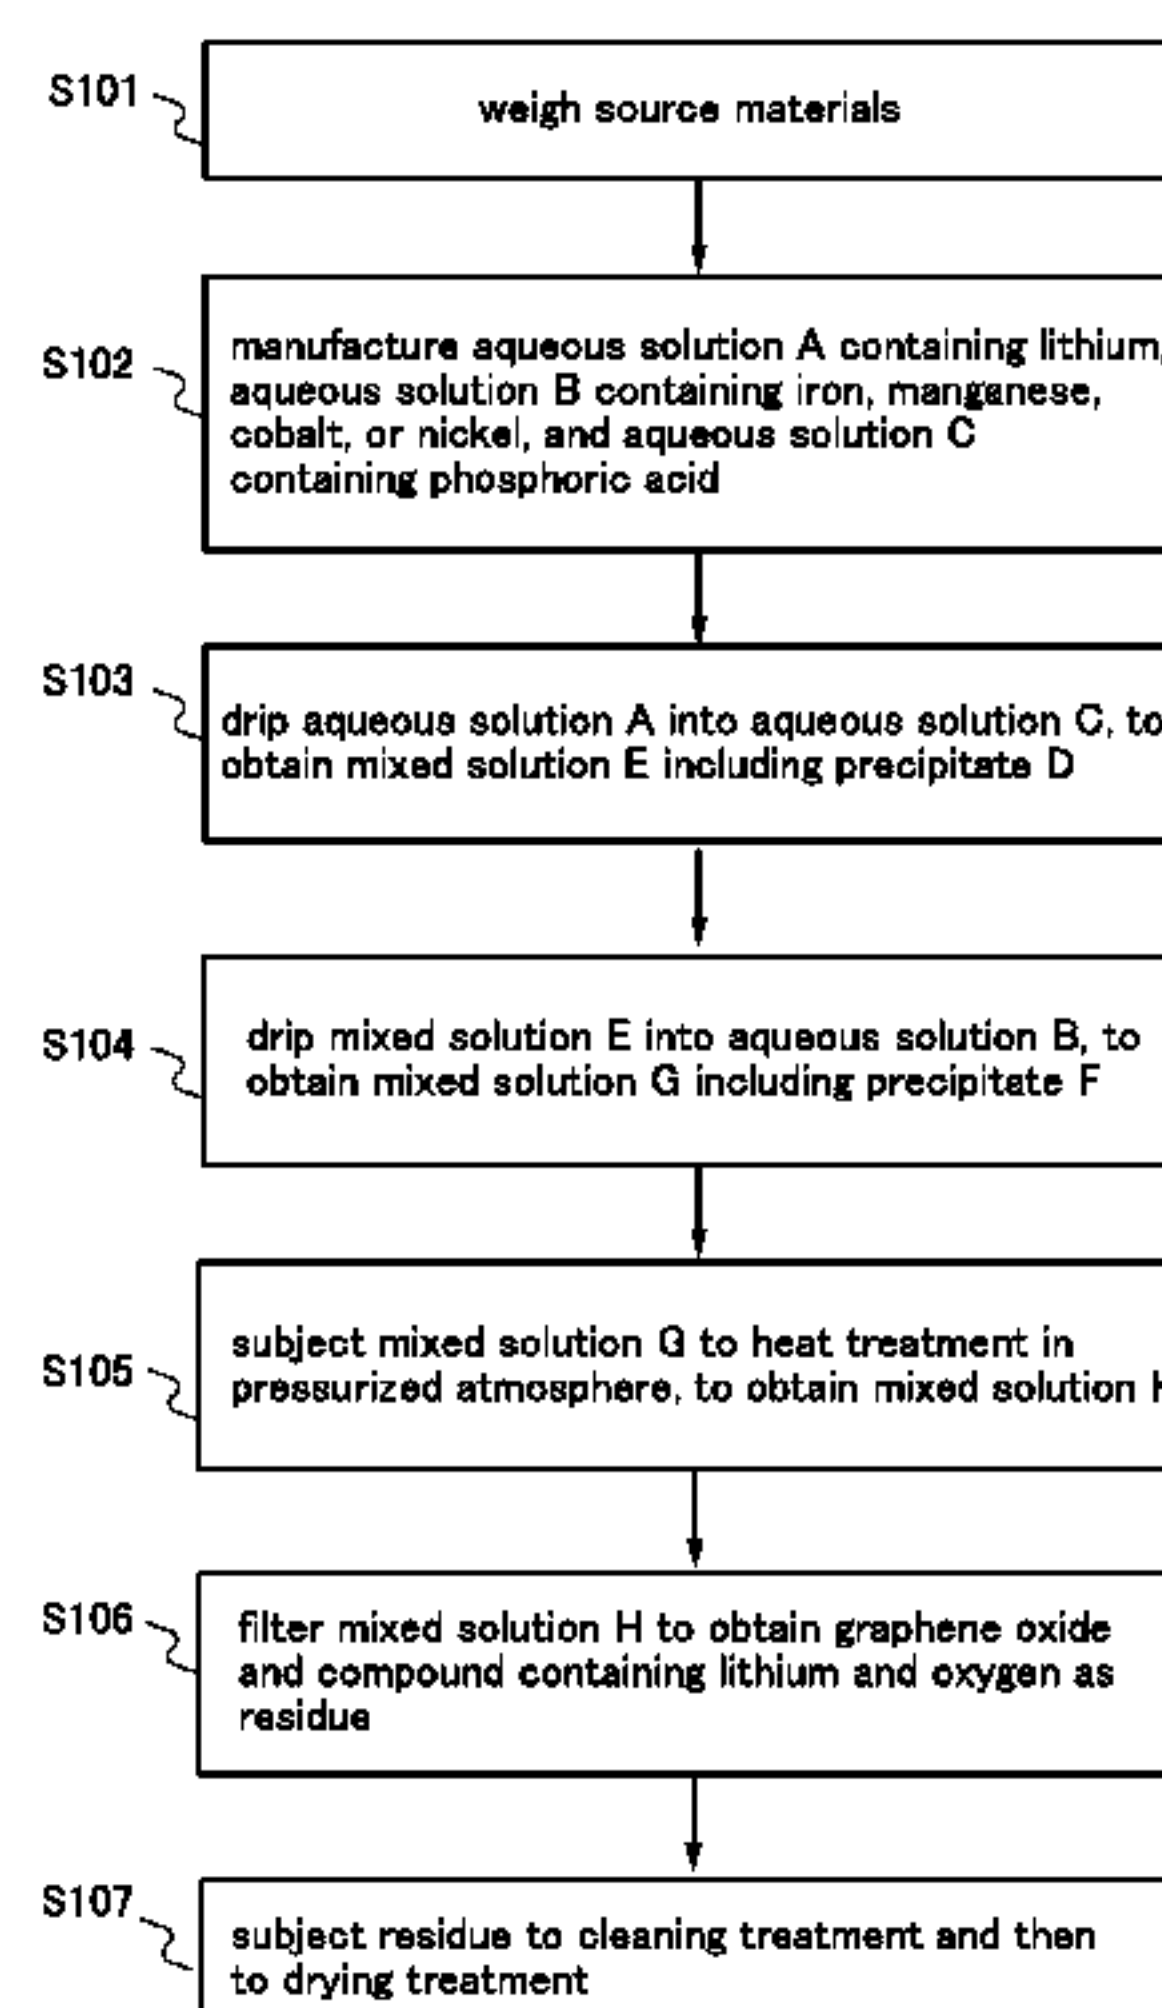 S101
weigh source materials
S102
manufacture aqueous solution A containing lithium,
aqueous solution B containing iron, manganese,
cobalt, or nickel, and aqueous solution C
containing phosphoric acid
S103
drip aqueous solution A into aqueous solution C, to
obtain mixed solution E including precipitate D
S104
drip mixed solution E into aqueous solution B, to
obtain mixed solution G including precipitate F
S105
subject mixed solution G to heat treatment in
pressurized atmosphere, to obtain mixed solution
S106
filter mixed solution H to obtain graphene oxide
and compound containing lithium and oxygen as
residue
S107
subject residue to cleaning treatment and then
to drying treatment